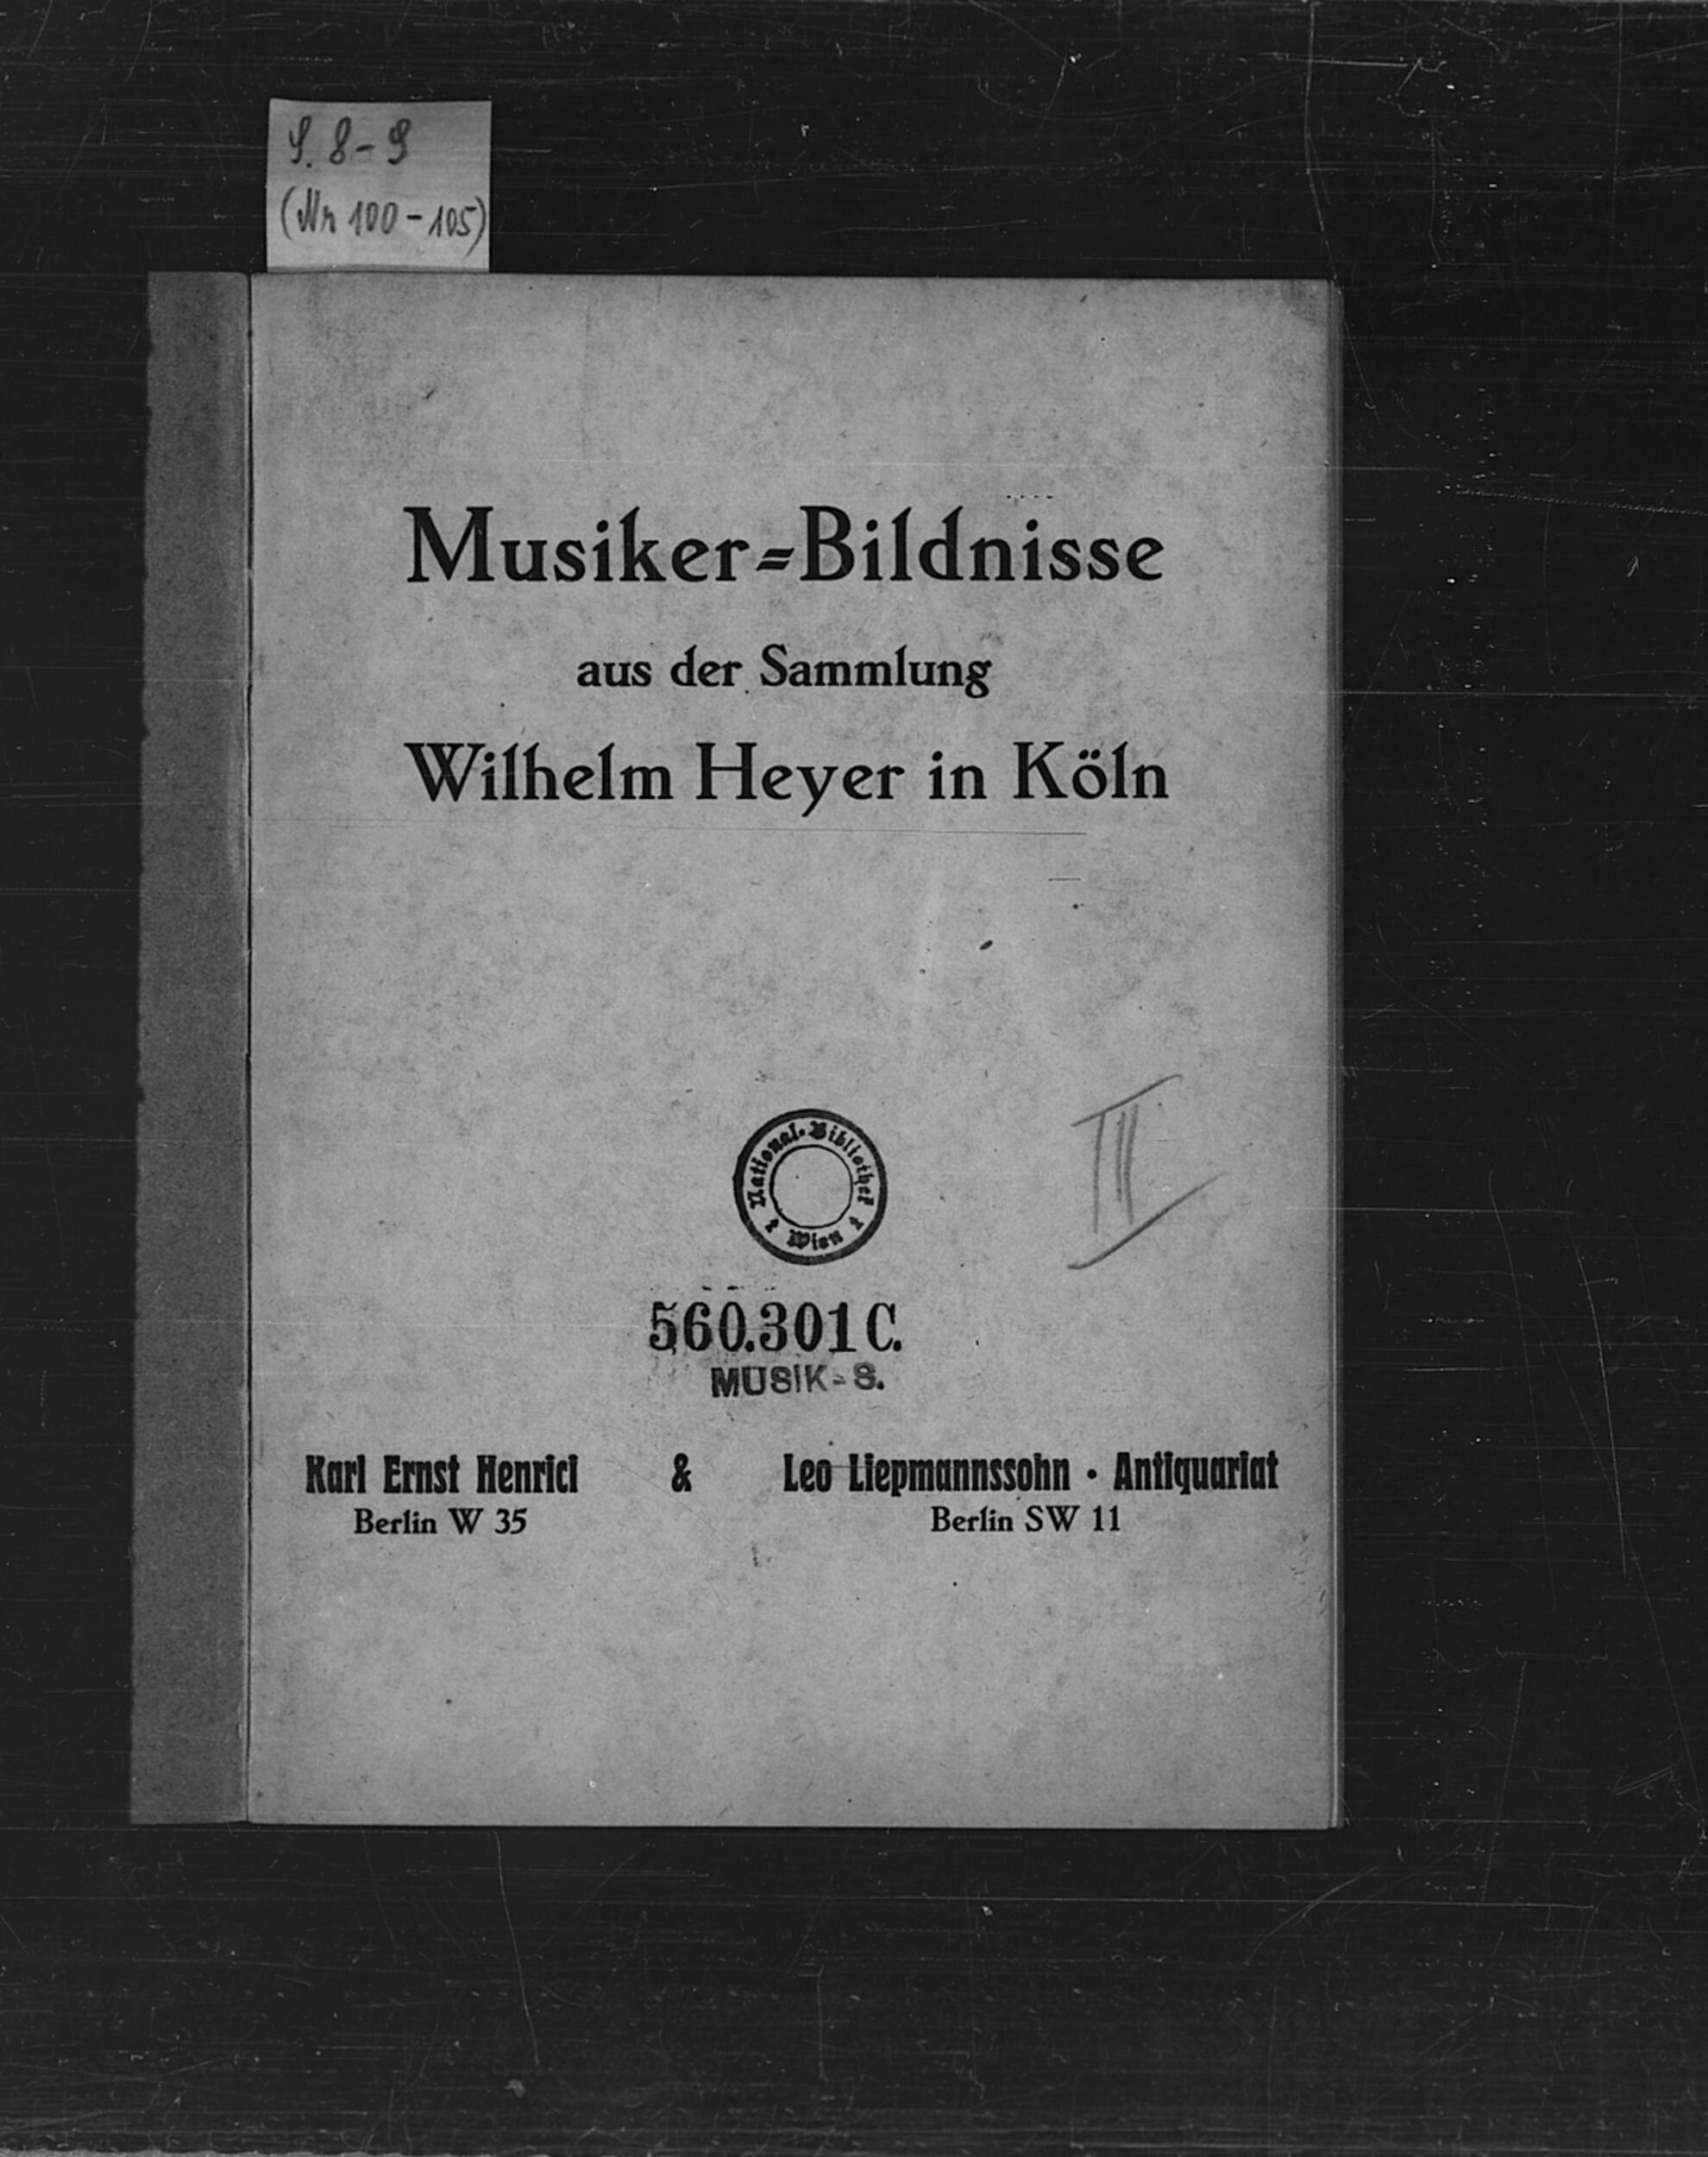 S. 8-9
(Nr 100-105)
Musiker=Bildnisse
aus der Sammlung
Wilhelm Heyer in Köln
National-Bibliothek
Wien
III
560.301 C.
MUSIK-S.
Karl Ernst Henrici & Leo Liepmannssohn · Antiquariat
Berlin W 35 Berlin SW 11